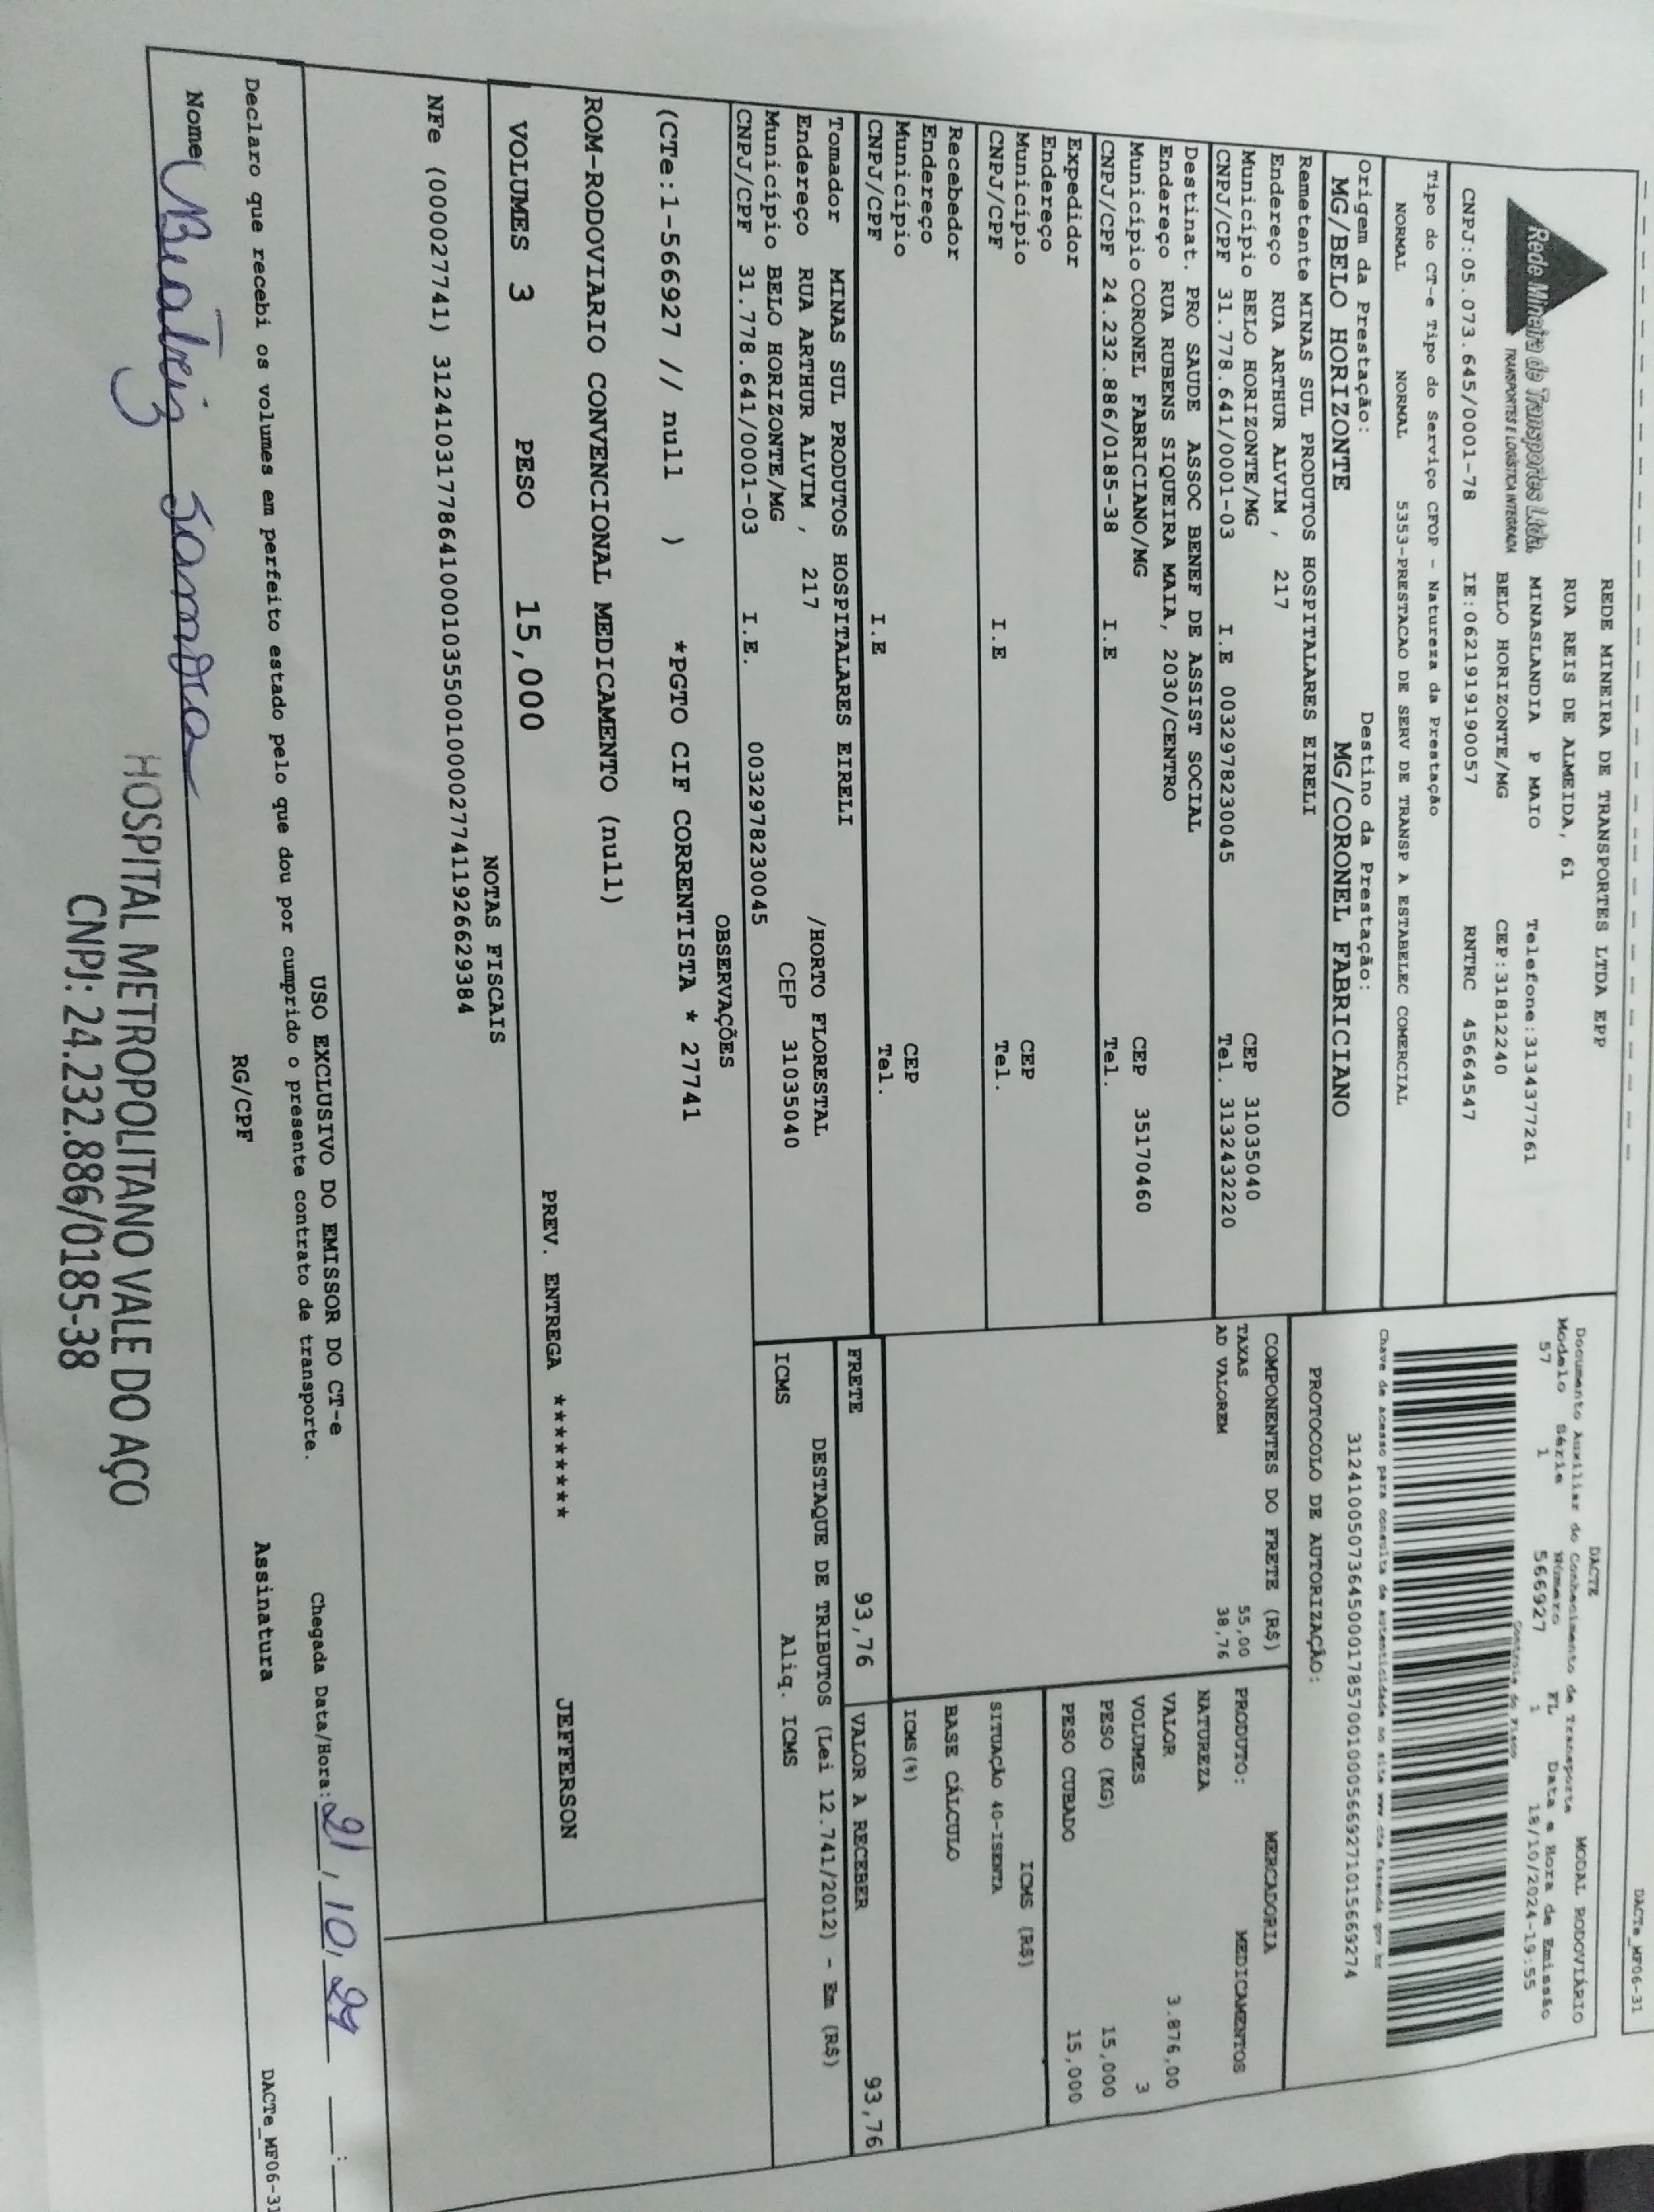 DACTe_MF06-31
Rede Mineira de Transportes Ltda.
TRANSPORTES E LOGÍSTICA INTEGRADA
REDE MINEIRA DE TRANSPORTES LTDA EPP
RUA REIS DE ALMEIDA, 61
MINASLANDIA P MAIO Telefone:3134377261
BELO HORIZONTE/MG CEP:31812240
CNPJ:05.073.645/0001-78 IE:0621919190057 RNTRC 45664547
DACTE MODAL RODOVIÁRIO
Documento Auxiliar do Conhecimento de Transporte
Modelo Série Número FL Data e Hora de Emissão
57 1 566927 1 18/10/2024-19:55
Controle do Fisco
Chave de acesso para consulta de autenticidade no site www cte fazenda gov br
31241005073645000178570010005669271015669274
PROTOCOLO DE AUTORIZAÇÃO:
Tipo do CT-e Tipo do Serviço CFOP - Natureza da Prestação
NORMAL NORMAL 5353-PRESTACAO DE SERV DE TRANSP A ESTABELEC COMERCIAL
Origem da Prestação: Destino da Prestação:
MG/BELO HORIZONTE MG/CORONEL FABRICIANO
Remetente MINAS SUL PRODUTOS HOSPITALARES EIRELI
Endereço RUA ARTHUR ALVIM , 217
Município BELO HORIZONTE/MG CEP 31035040
CNPJ/CPF 31.778.641/0001-03 I.E 0032978230045 Tel. 3132432220
Destinat. PRO SAUDE ASSOC BENEF DE ASSIST SOCIAL
Endereço RUA RUBENS SIQUEIRA MAIA, 2030/CENTRO
Município CORONEL FABRICIANO/MG CEP 35170460
CNPJ/CPF 24.232.886/0185-38 I.E Tel.
Expedidor
Endereço
Município CEP
CNPJ/CPF I.E Tel.
Recebedor
Endereço
Município CEP
CNPJ/CPF I.E Tel.
Tomador MINAS SUL PRODUTOS HOSPITALARES EIRELI
Endereço RUA ARTHUR ALVIM , 217 /HORTO FLORESTAL
Município BELO HORIZONTE/MG CEP 31035040
CNPJ/CPF 31.778.641/0001-03 I.E. 0032978230045
COMPONENTES DO FRETE (R$)
TAXAS 55,00
AD VALOREM 38,76
MERCADORIA
PRODUTO: MEDICAMENTOS
NATUREZA
VALOR 3.876,00
VOLUMES 3
PESO (KG) 15,000
PESO CUBADO 15,000
ICMS (R$)
SITUAÇÃO 40-ISENTA
BASE CÁLCULO
ICMS(%)
FRETE 93,76 VALOR A RECEBER 93,76
DESTAQUE DE TRIBUTOS (Lei 12.741/2012) - Em (R$)
ICMS Aliq. ICMS
OBSERVAÇÕES
(CTe:1-566927 // null ) *PGTO CIF CORRENTISTA * 27741
ROM-RODOVIARIO CONVENCIONAL MEDICAMENTO (null)
VOLUMES 3 PESO 15,000 PREV. ENTREGA ******** JEFFERSON
NOTAS FISCAIS
NFe (000027741) 31241031778641000103550010000277411926629384
USO EXCLUSIVO DO EMISSOR DO CT-e Chegada Data/Hora: 21, 10, 24 __:__
Declaro que recebi os volumes em perfeito estado pelo que dou por cumprido o presente contrato de transporte.
Nome Beatriz Sandra RG/CPF Assinatura
DACTe_MF06-31
HOSPITAL METROPOLITANO VALE DO AÇO
CNPJ: 24.232.886/0185-38